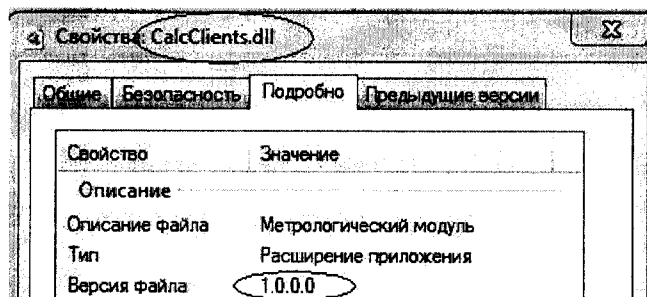 Свойства: CalcClients.dll
Общие Безопасность Подробно Предыдущие версии
Свойство Значение
Описание
Описание файла Метрологический модуль
Тип Расширение приложения
Версия файла 1.0.0.0